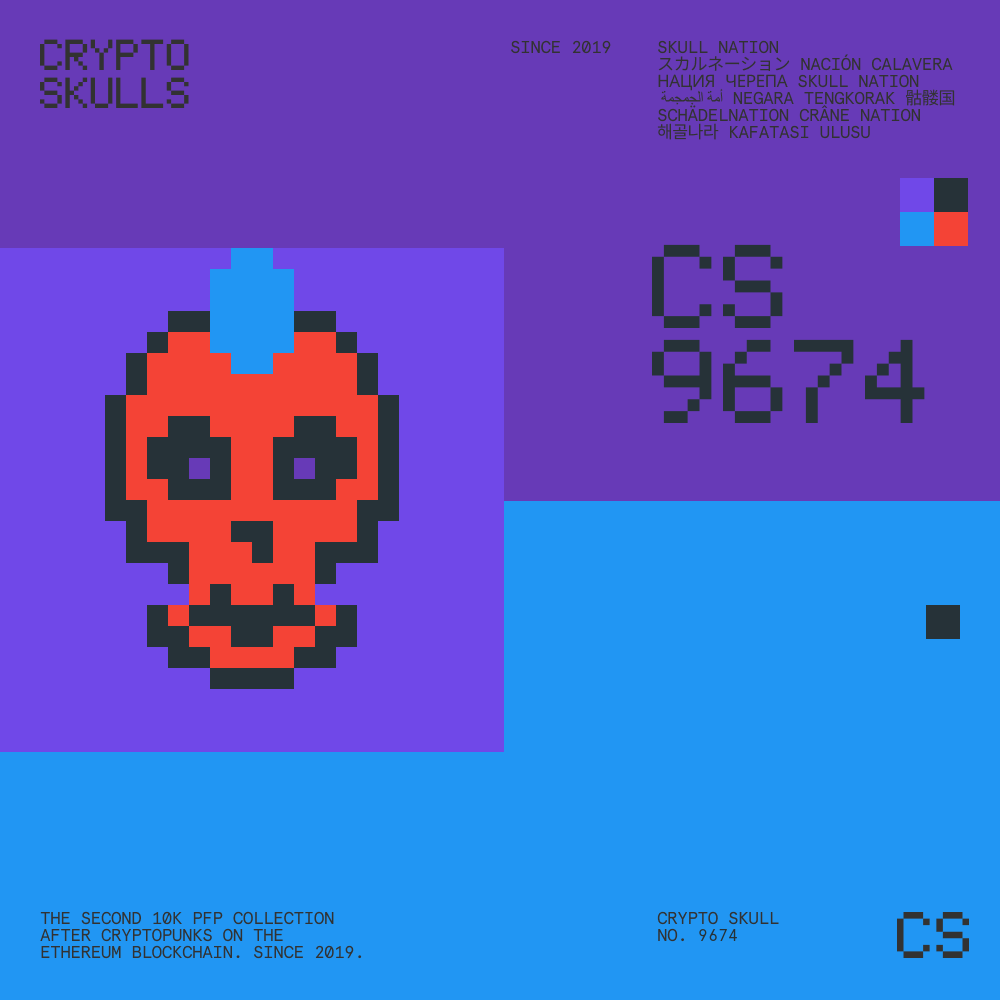 CRYPTO
SKULLS
SINCE 2019
SKULL NATION
スカルネーション NACIÓN CALAVERA
НАЦИЯ ЧЕРЕПА SKULL NATION
أمة الجمجمة NEGARA TENGKORAK 骷髅国
SCHÄDELNATION CRÂNE NATION
해골나라 KAFATASI ULUSU
CS
9674
THE SECOND 10K PFP COLLECTION
AFTER CRYPTOPUNKS ON THE
ETHEREUM BLOCKCHAIN. SINCE 2019.
CRYPTO SKULL
NO. 9674
CS